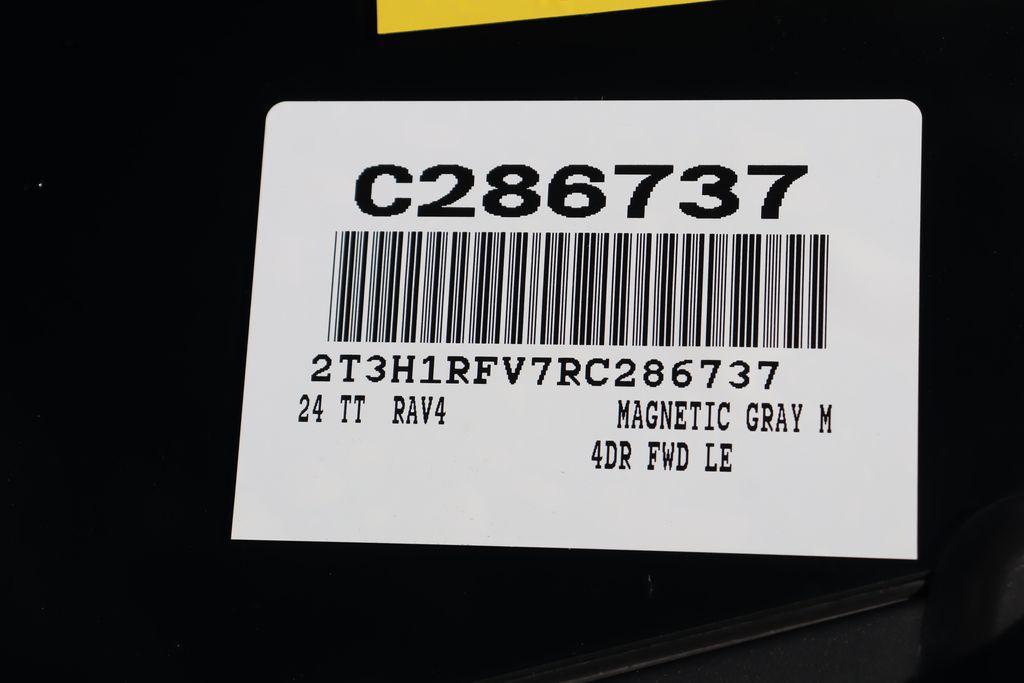 C286737
2T3H1RFV7RC286737
24 TT RAV4 MAGNETIC GRAY M
4DR FWD LE